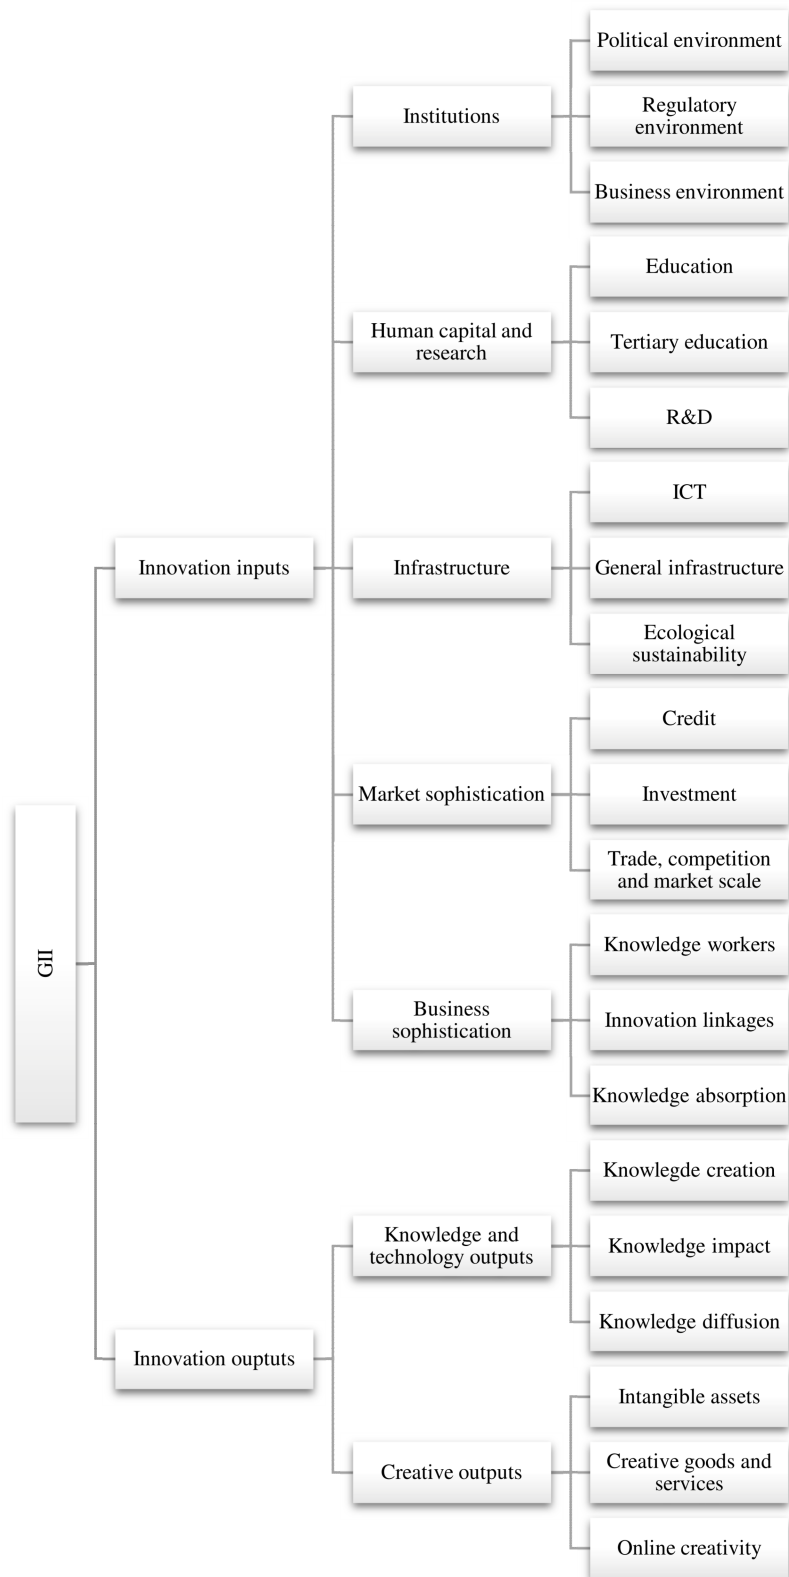 GII
Innovation inputs
Institutions
Political environment
Regulatory
environment
Business environment
Human capital and
research
Education
Tertiary education
R&D
Infrastructure
ICT
General infrastructure
Ecological
sustainability
Market sophistication
Credit
Investment
Trade, competition
and market scale
Business
sophistication
Knowledge workers
Innovation linkages
Knowledge absorption
Innovation ouptuts
Knowledge and
technology outputs
Knowlegde creation
Knowledge impact
Knowledge diffusion
Creative outputs
Intangible assets
Creative goods and
services
Online creativity